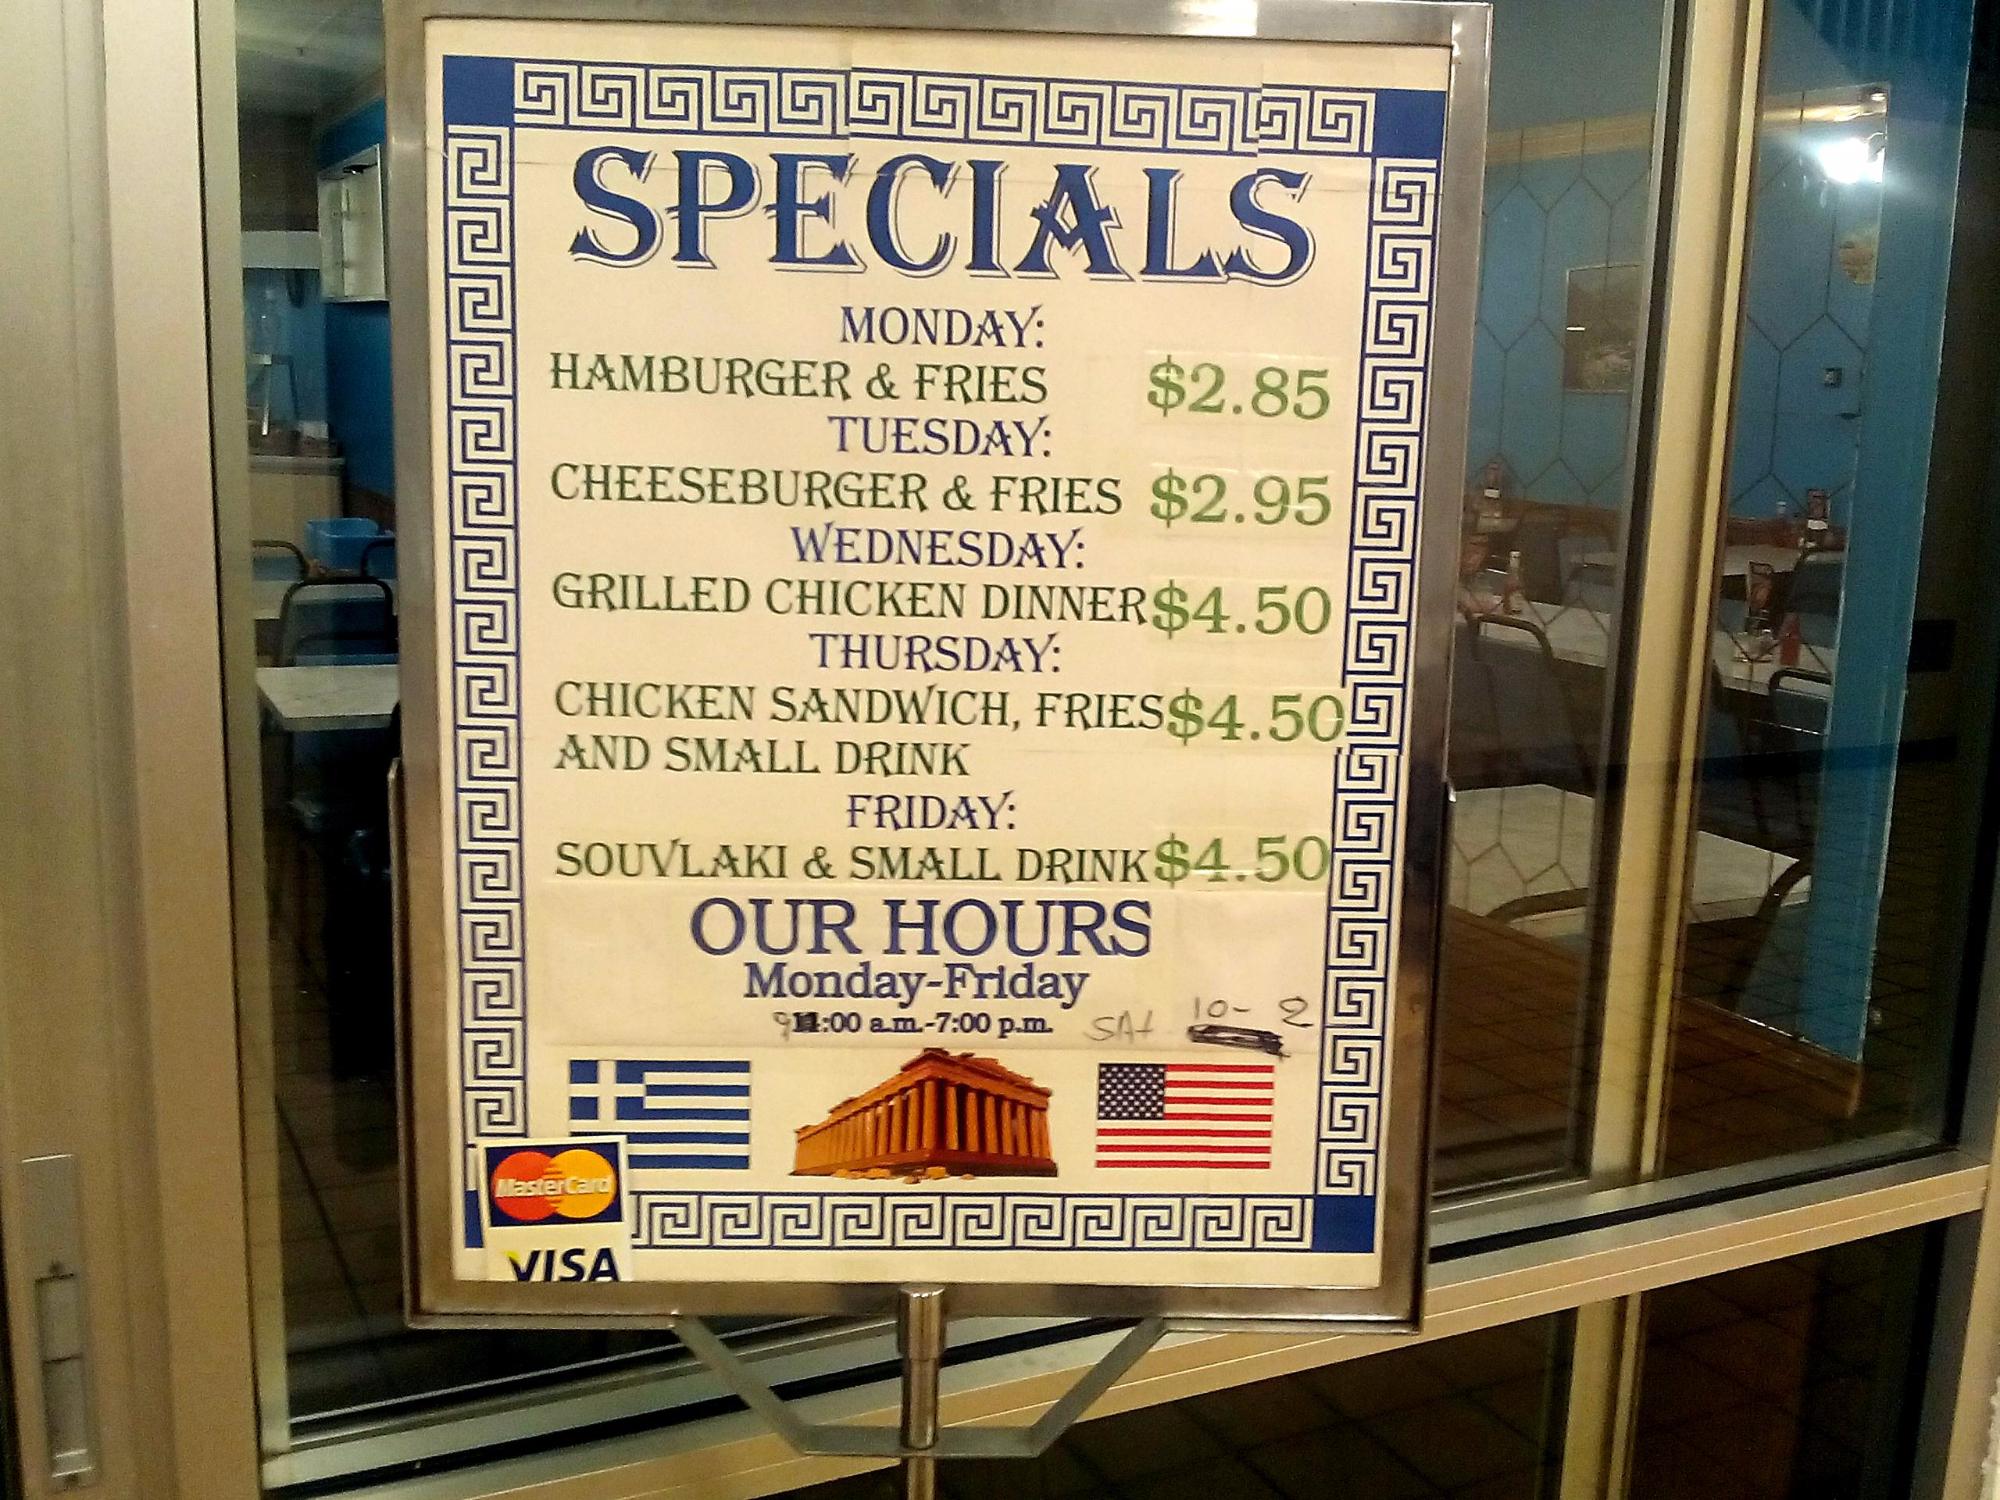 SPECIALS
MONDAY:
HAMBURGER & FRIES $2.85
TUESDAY:
CHEESEBURGER & FRIES $2.95
WEDNESDAY:
GRILLED CHICKEN DINNER $4.50
THURSDAY:
CHICKEN SANDWICH, FRIES $4.50
AND SMALL DRINK
FRIDAY:
SOUVLAKI & SMALL DRINK $4.50
OUR HOURS
Monday-Friday
9:00 a.m.-7:00 p.m. SAt 10- 2
MasterCard
VISA